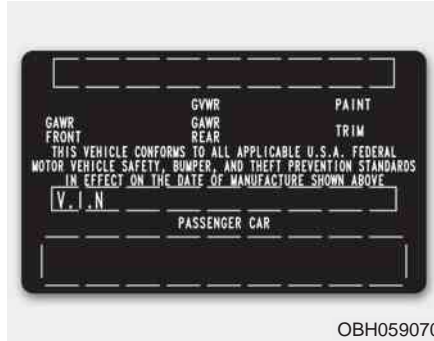 GVWR PAINT
GAWR FRONT GAWR REAR TRIM
THIS VEHICLE CONFORMS TO ALL APPLICABLE U.S.A. FEDERAL
MOTOR VEHICLE SAFETY, BUMPER, AND THEFT PREVENTION STANDARDS
IN EFFECT ON THE DATE OF MANUFACTURE SHOWN ABOVE
V.I.N
PASSENGER CAR
OBH059070